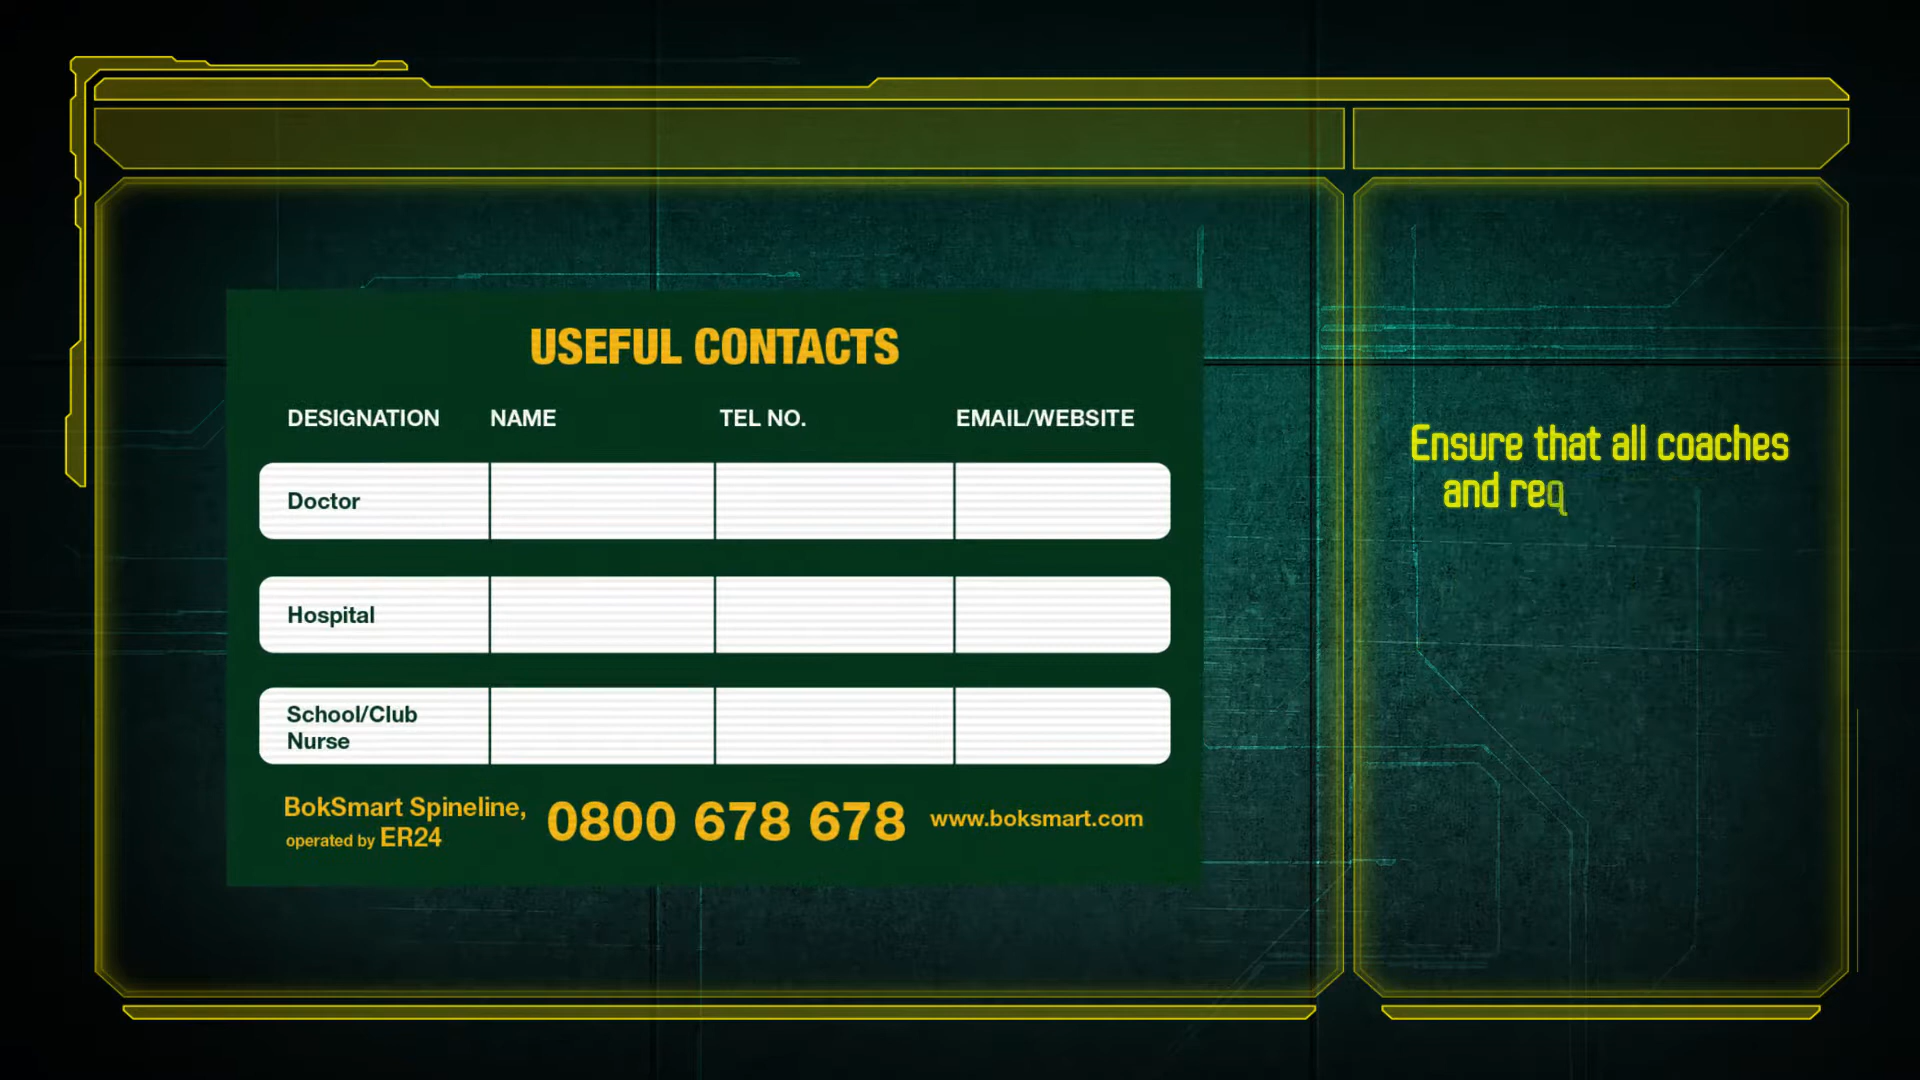 USEFUL CONTACTS
DESIGNATION NAME TEL NO. EMAIL/WEBSITE
Doctor
Hospital
School/Club
Nurse
BokSmart Spineline,
operated by ER24
0800 678 678
www.boksmart.com
Ensure that all coaches
and req